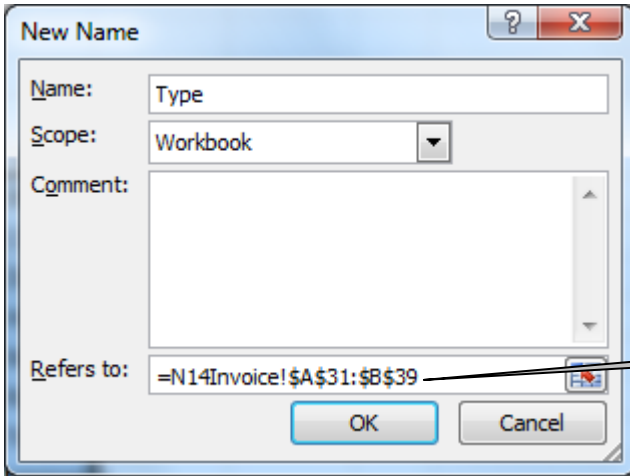 New Name
Name: Type
Scope: Workbook
Comment:
Refers to: =N14Invoice!$A$31:$B$39
OK Cancel